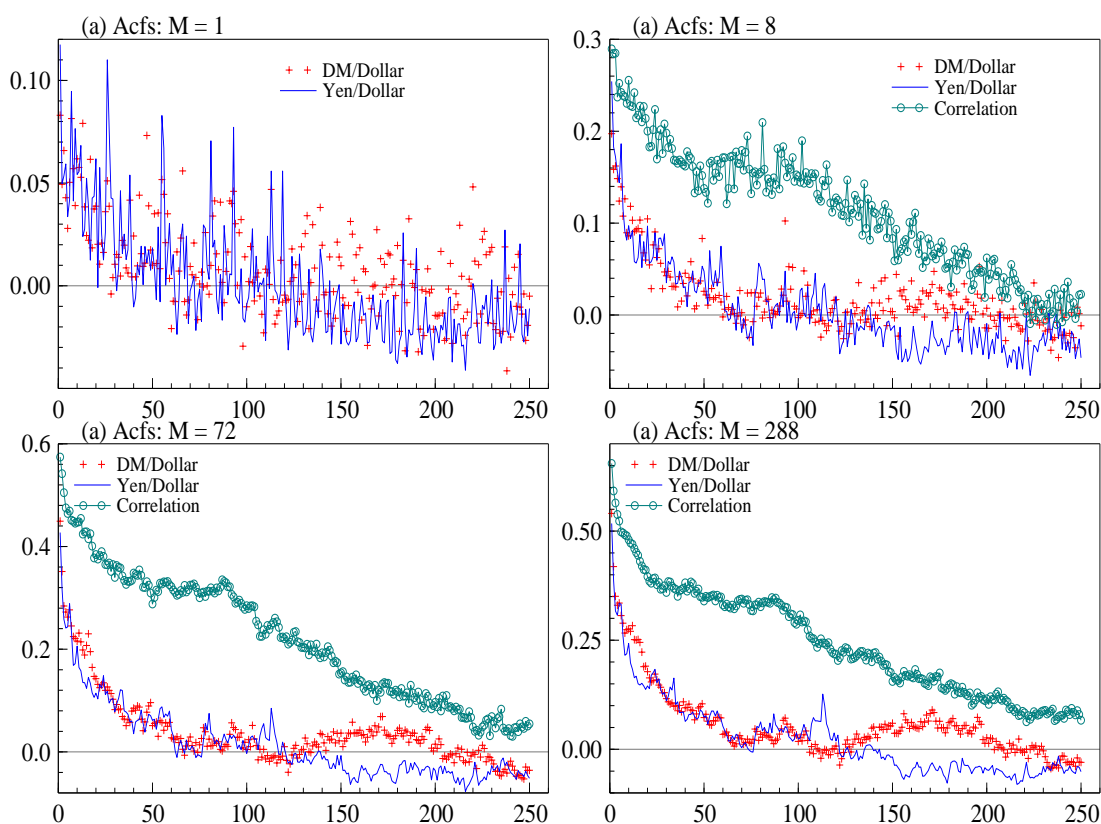 (a) Acfs: M = 1
DM/Dollar
Yen/Dollar
0.10
0.05
0.00
0 50 100 150 200 250
(a) Acfs: M = 8
DM/Dollar
Yen/Dollar
Correlation
0.3
0.2
0.1
0.0
0 50 100 150 200 250
(a) Acfs: M = 72
DM/Dollar
Yen/Dollar
Correlation
0.6
0.4
0.2
0.0
0 50 100 150 200 250
(a) Acfs: M = 288
DM/Dollar
Yen/Dollar
Correlation
0.50
0.25
0.00
0 50 100 150 200 250